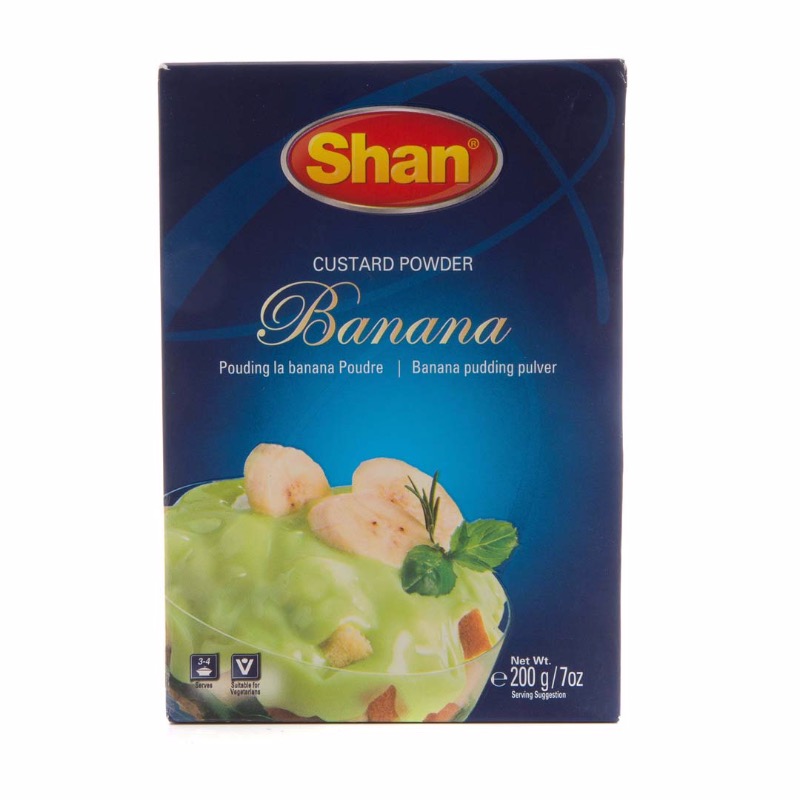 Shan®
CUSTARD POWDER
Banana
Pouding la banana Poudre | Banana pudding pulver
3-4
Serves
V
Suitable for
Vegetarians
Net Wt.
℮ 200 g / 7oz
Serving Suggestion